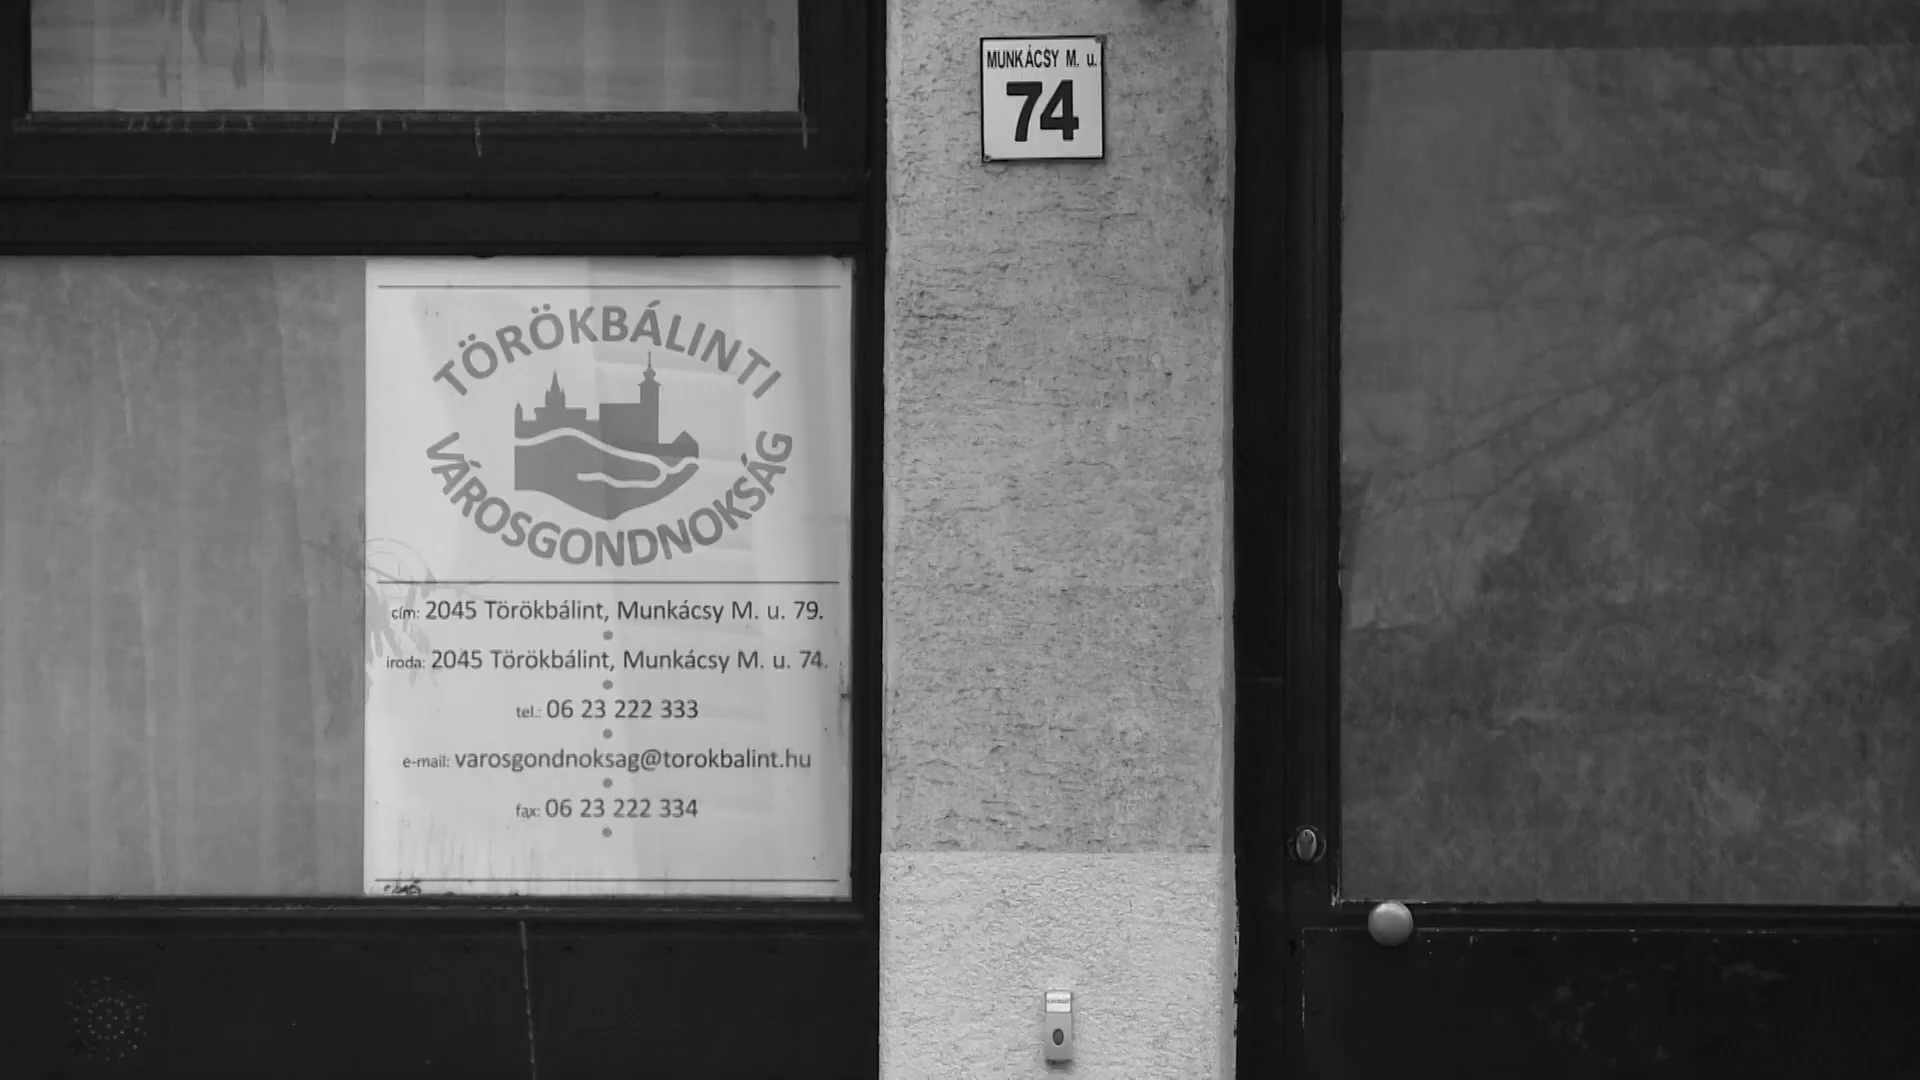 MUNKÁCSY M. u.
74
TÖRÖKBÁLINTI
VÁROSGONDNOKSÁG
cím: 2045 Törökbálint, Munkácsy M. u. 79.
iroda: 2045 Törökbálint, Munkácsy M. u. 74.
tel.: 06 23 222 333
e-mail: varosgondnoksag@torokbalint.hu
fax: 06 23 222 334